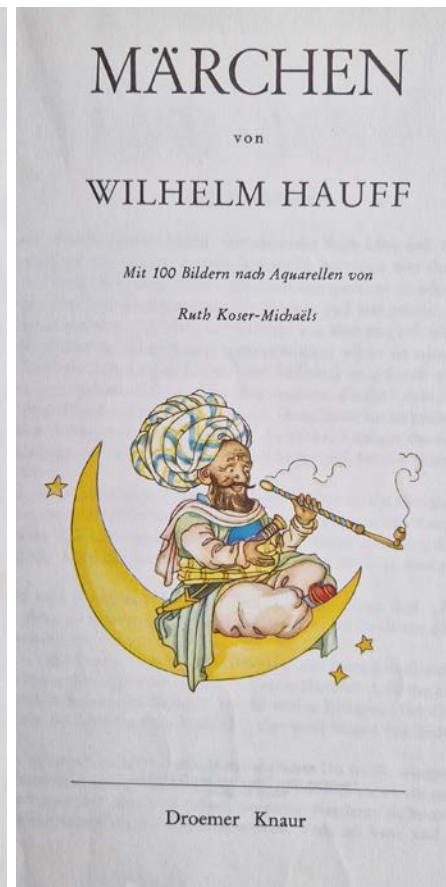 MÄRCHEN
von
WILHELM HAUFF
Mit 100 Bildern nach Aquarellen von
Ruth Koser-Michaëls
Droemer Knaur